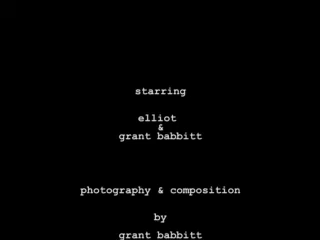 starring
elliot
&
grant babbitt
photography & composition
by
grant babbitt